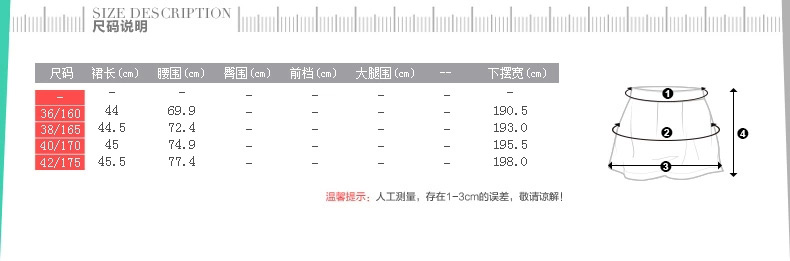 SIZE DESCRIPTION
尺码说明
尺码 裙长(cm) 腰围(cm) 臀围(cm) 前档(cm) 大腿围(cm) -- 下摆宽(cm)
- - - - - - - -
36/160 44 69.9 - - - - 190.5
38/165 44.5 72.4 - - - - 193.0
40/170 45 74.9 - - - - 195.5
42/175 45.5 77.4 - - - - 198.0
1
2
4
3
温馨提示：人工测量，存在1-3cm的误差，敬请谅解！